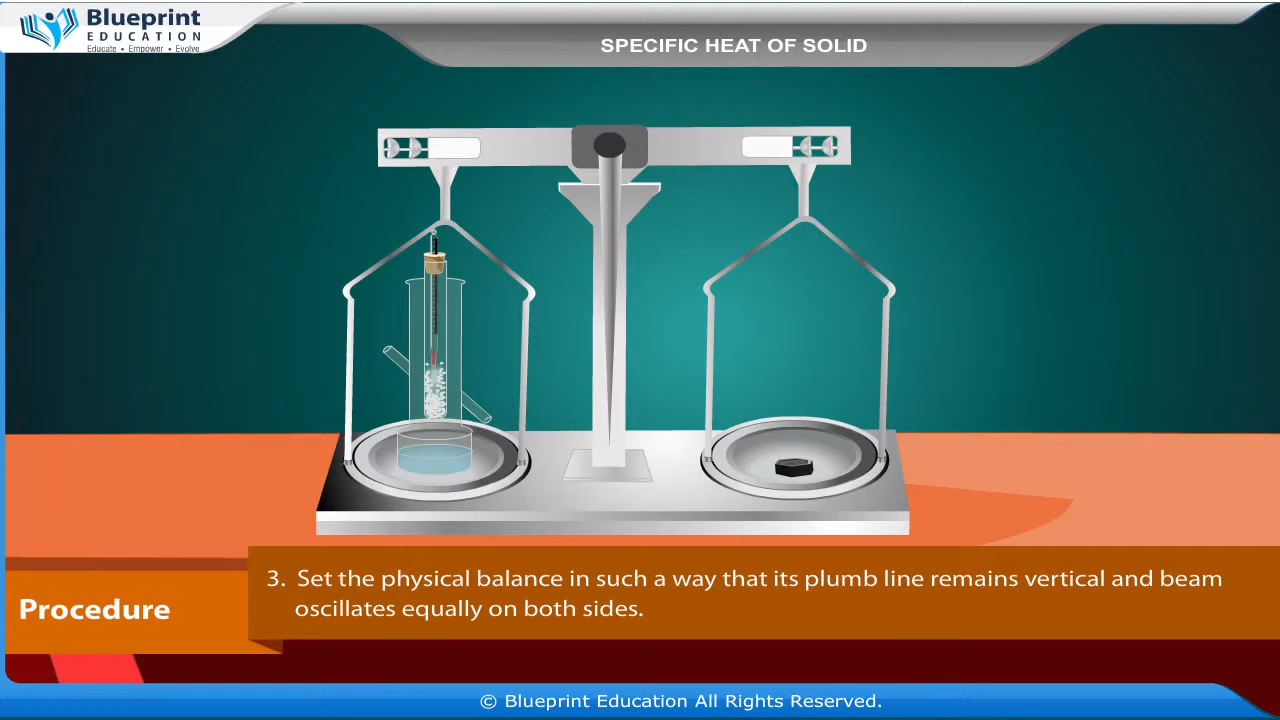 Blueprint
EDUCATION
Educate • Empower • Evolve
SPECIFIC HEAT OF SOLID
Procedure
3. Set the physical balance in such a way that its plumb line remains vertical and beam
oscillates equally on both sides.
© Blueprint Education All Rights Reserved.